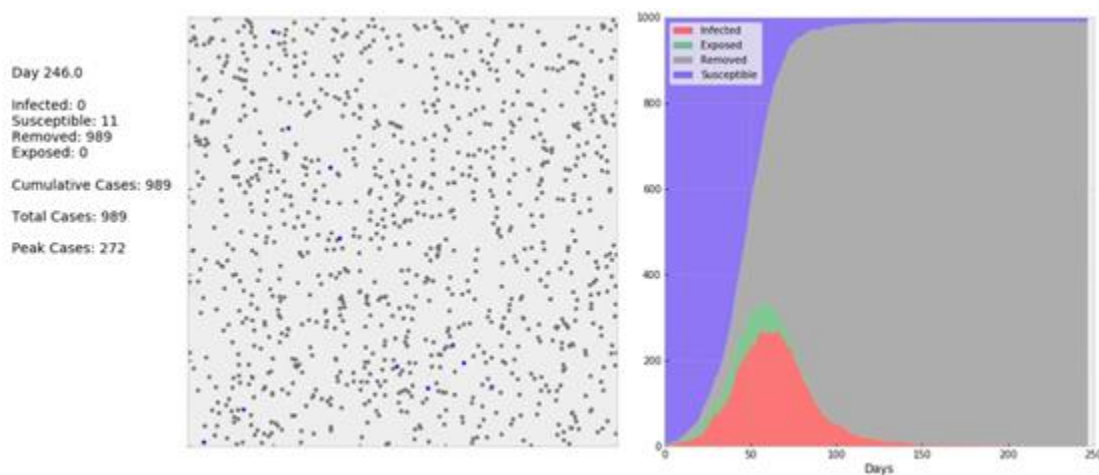 Day 246.0
Infected: 0
Susceptible: 11
Removed: 989
Exposed: 0
Cumulative Cases: 989
Total Cases: 989
Peak Cases: 272
1000
800
600
400
200
0
Infected
Exposed
Removed
Susceptible
0 50 100 150 200 250
Days